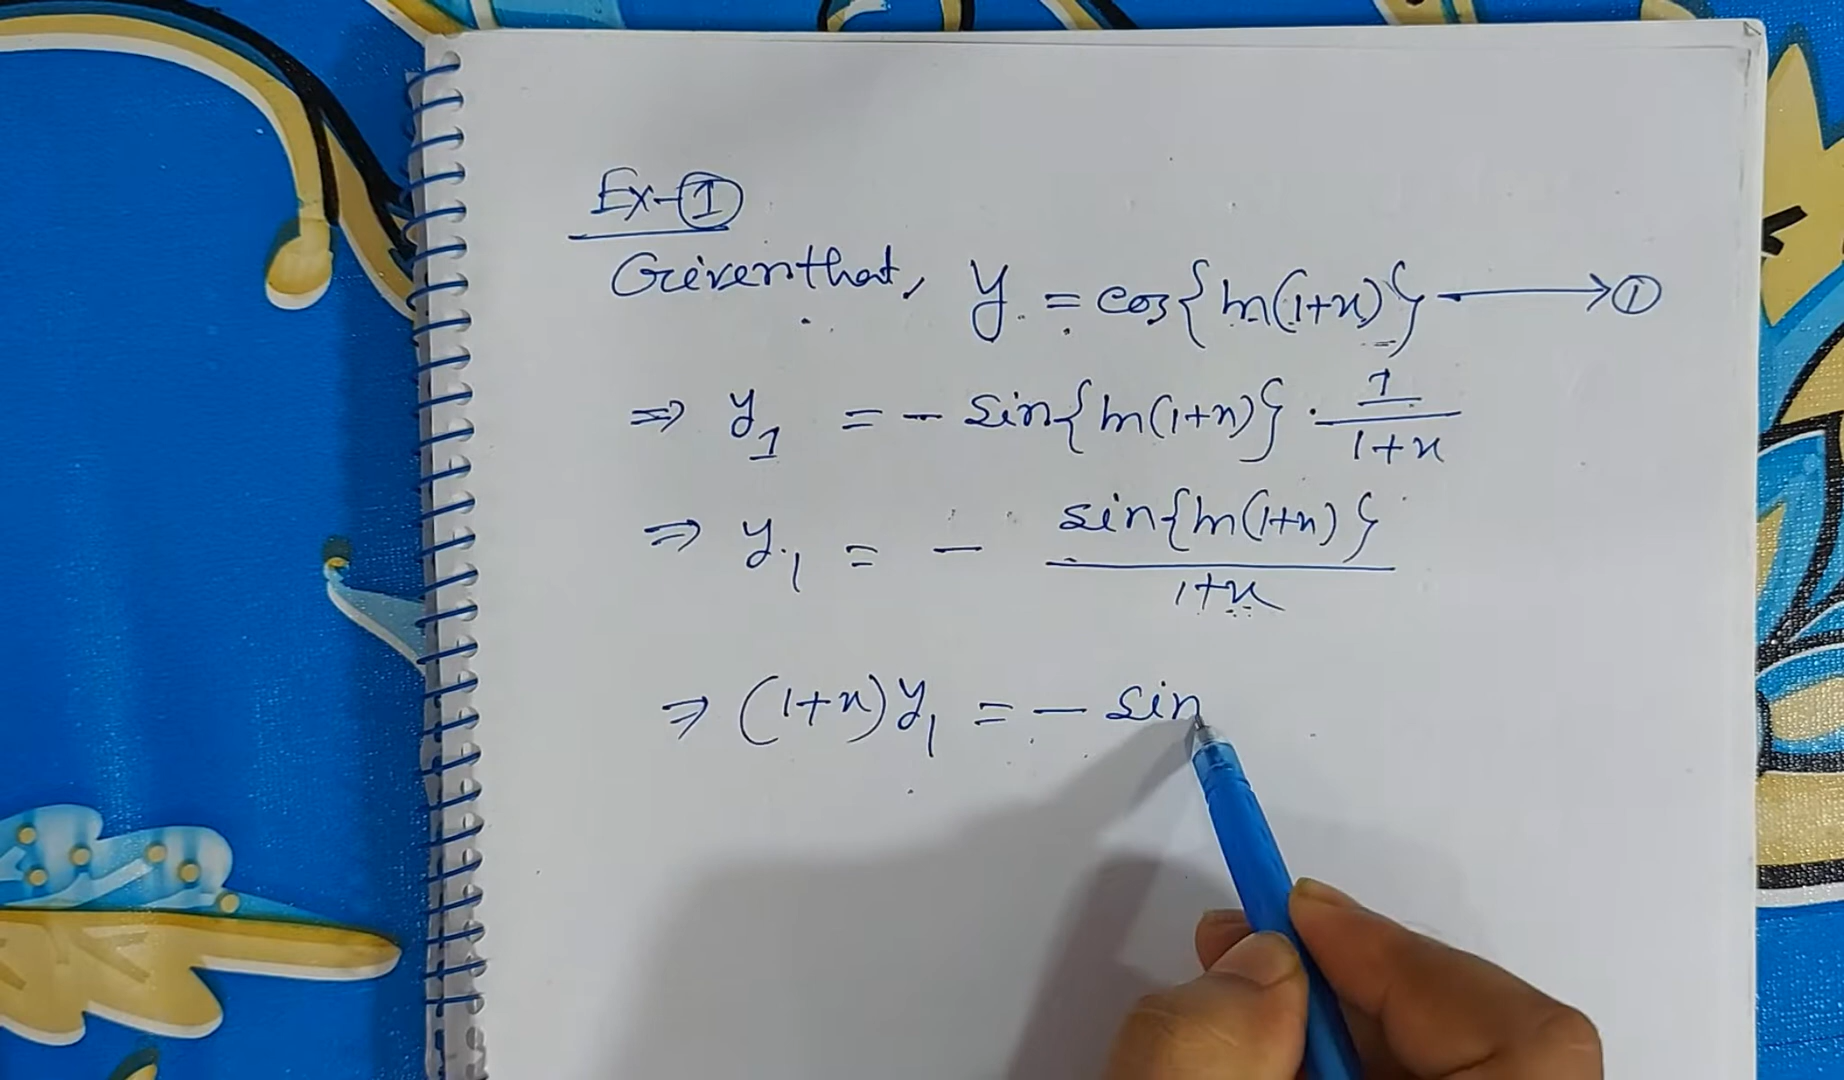 Ex-①
Given that, y = cos{ln(1+x)} ⟶ ①
⇒ y₁ = - sin{ln(1+x)} · 1/(1+x)
⇒ y₁ = - sin{ln(1+x)}/(1+x)
⇒ (1+x)y₁ = - sin